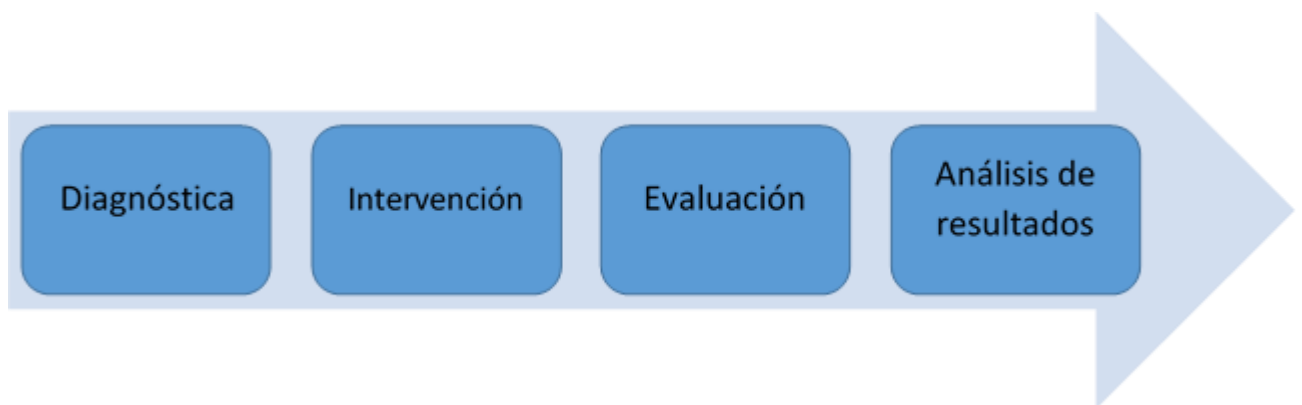 Diagnóstica
Intervención
Evaluación
Análisis de
resultados